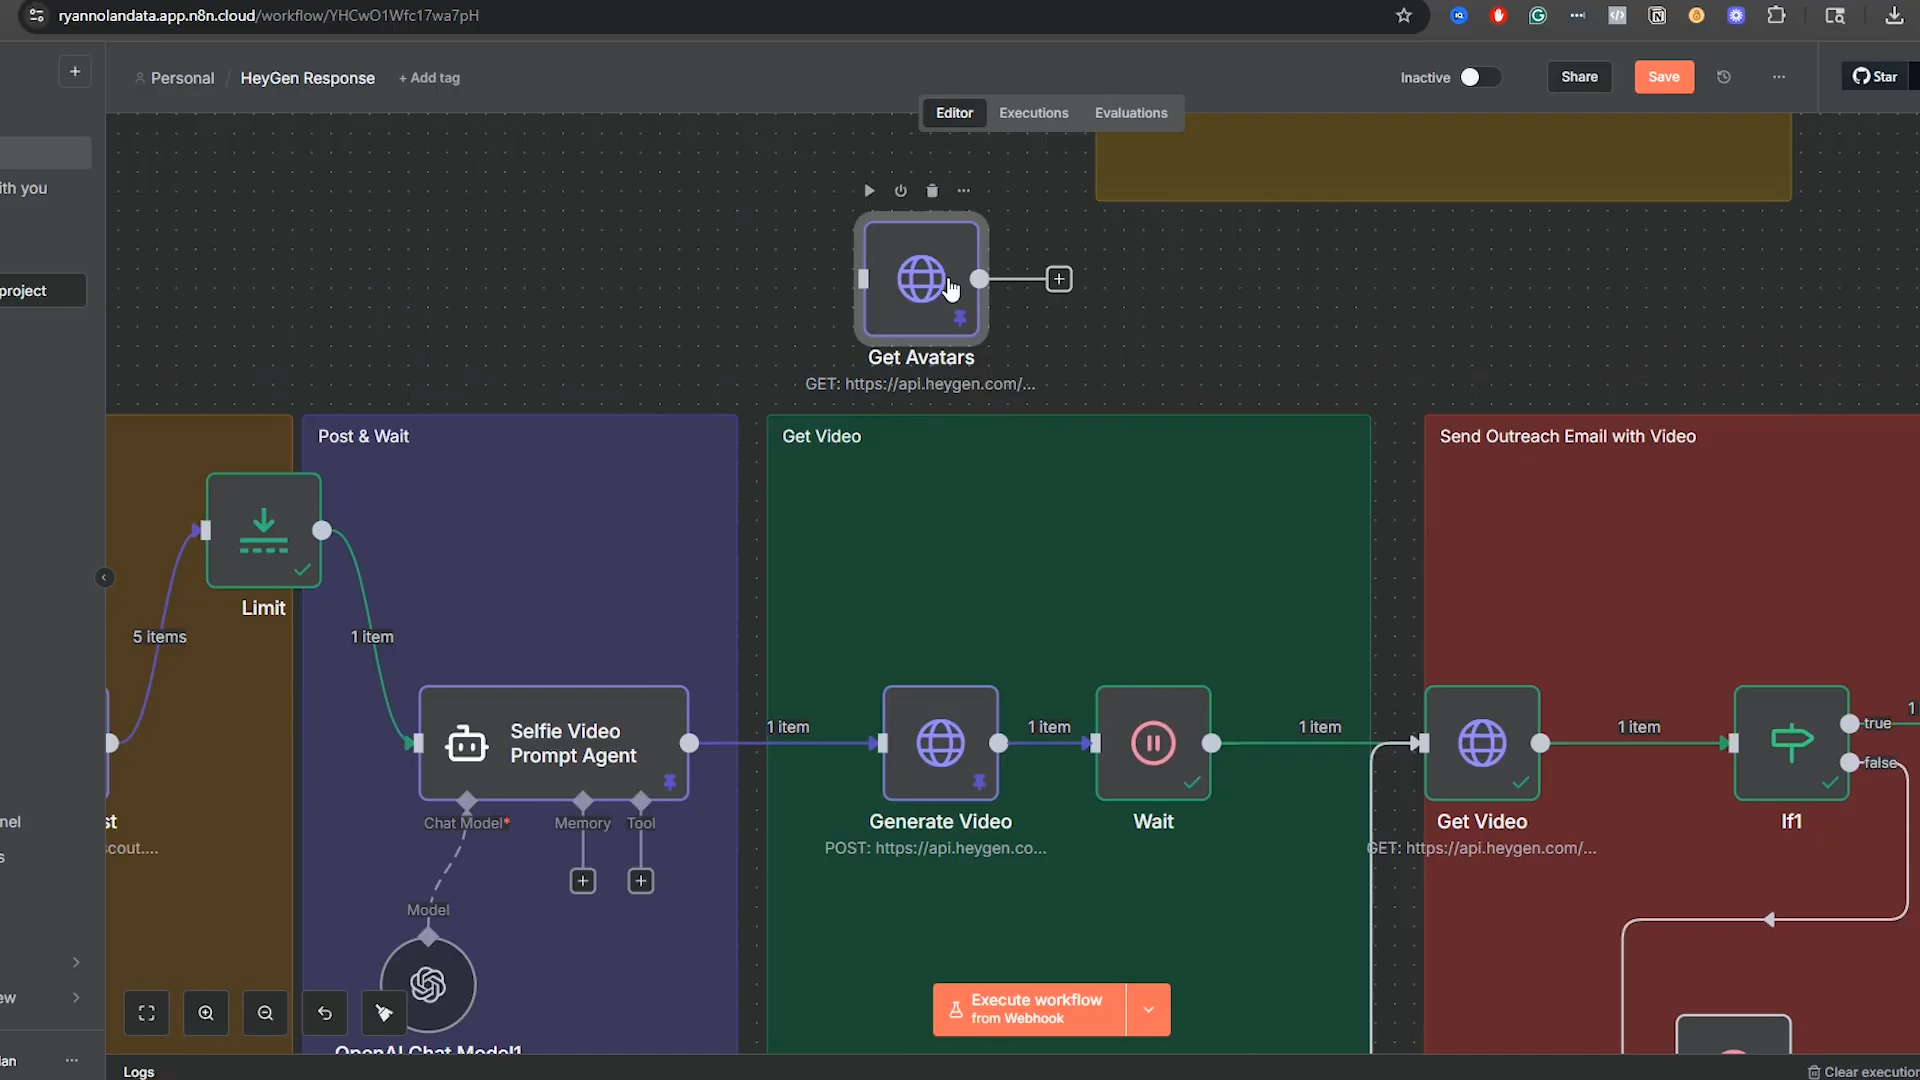 ryannolandata.app.n8n.cloud/workflow/YHCwO1Wfc17wa7pH
Personal / HeyGen Response + Add tag
Inactive
Share
Save
Star
Editor Executions Evaluations
ith you
project
Get Avatars
GET: https://api.heygen.com/...
Post & Wait
Get Video
Send Outreach Email with Video
Limit
5 items
1 item
Selfie Video
Prompt Agent
1 item
1 item
1 item
1 item
1
true
false
Chat Model*
Memory
Tool
st
scout....
Generate Video
POST: https://api.heygen.co...
Wait
Get Video
GET: https://api.heygen.com/...
If1
nel
s
Model
ew
Execute workflow
from Webhook
OpenAI Chat Model1
lan
Logs
Clear execution